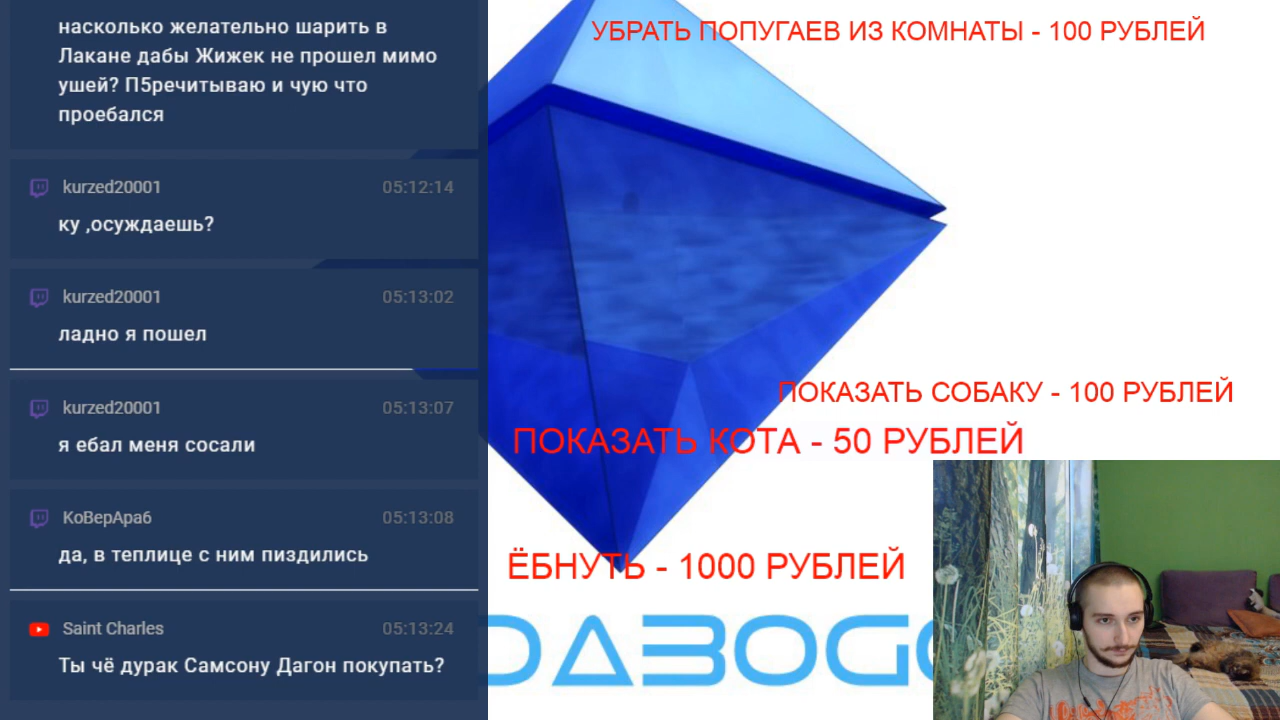 насколько желательно шарить в
Лакане дабы Жижек не прошел мимо
ушей? П5речитываю и чую что
проебался
kurzed20001 05:12:14
ку ,осуждаешь?
kurzed20001 05:13:02
ладно я пошел
kurzed20001 05:13:07
я ебал меня сосали
KoBepApa6 05:13:08
да, в теплице с ним пиздились
Saint Charles 05:13:24
Ты чё дурак Самсону Дагон покупать?
УБРАТЬ ПОПУГАЕВ ИЗ КОМНАТЫ - 100 РУБЛЕЙ
ПОКАЗАТЬ СОБАКУ - 100 РУБЛЕЙ
ПОКАЗАТЬ КОТА - 50 РУБЛЕЙ
ЁБНУТЬ - 1000 РУБЛЕЙ